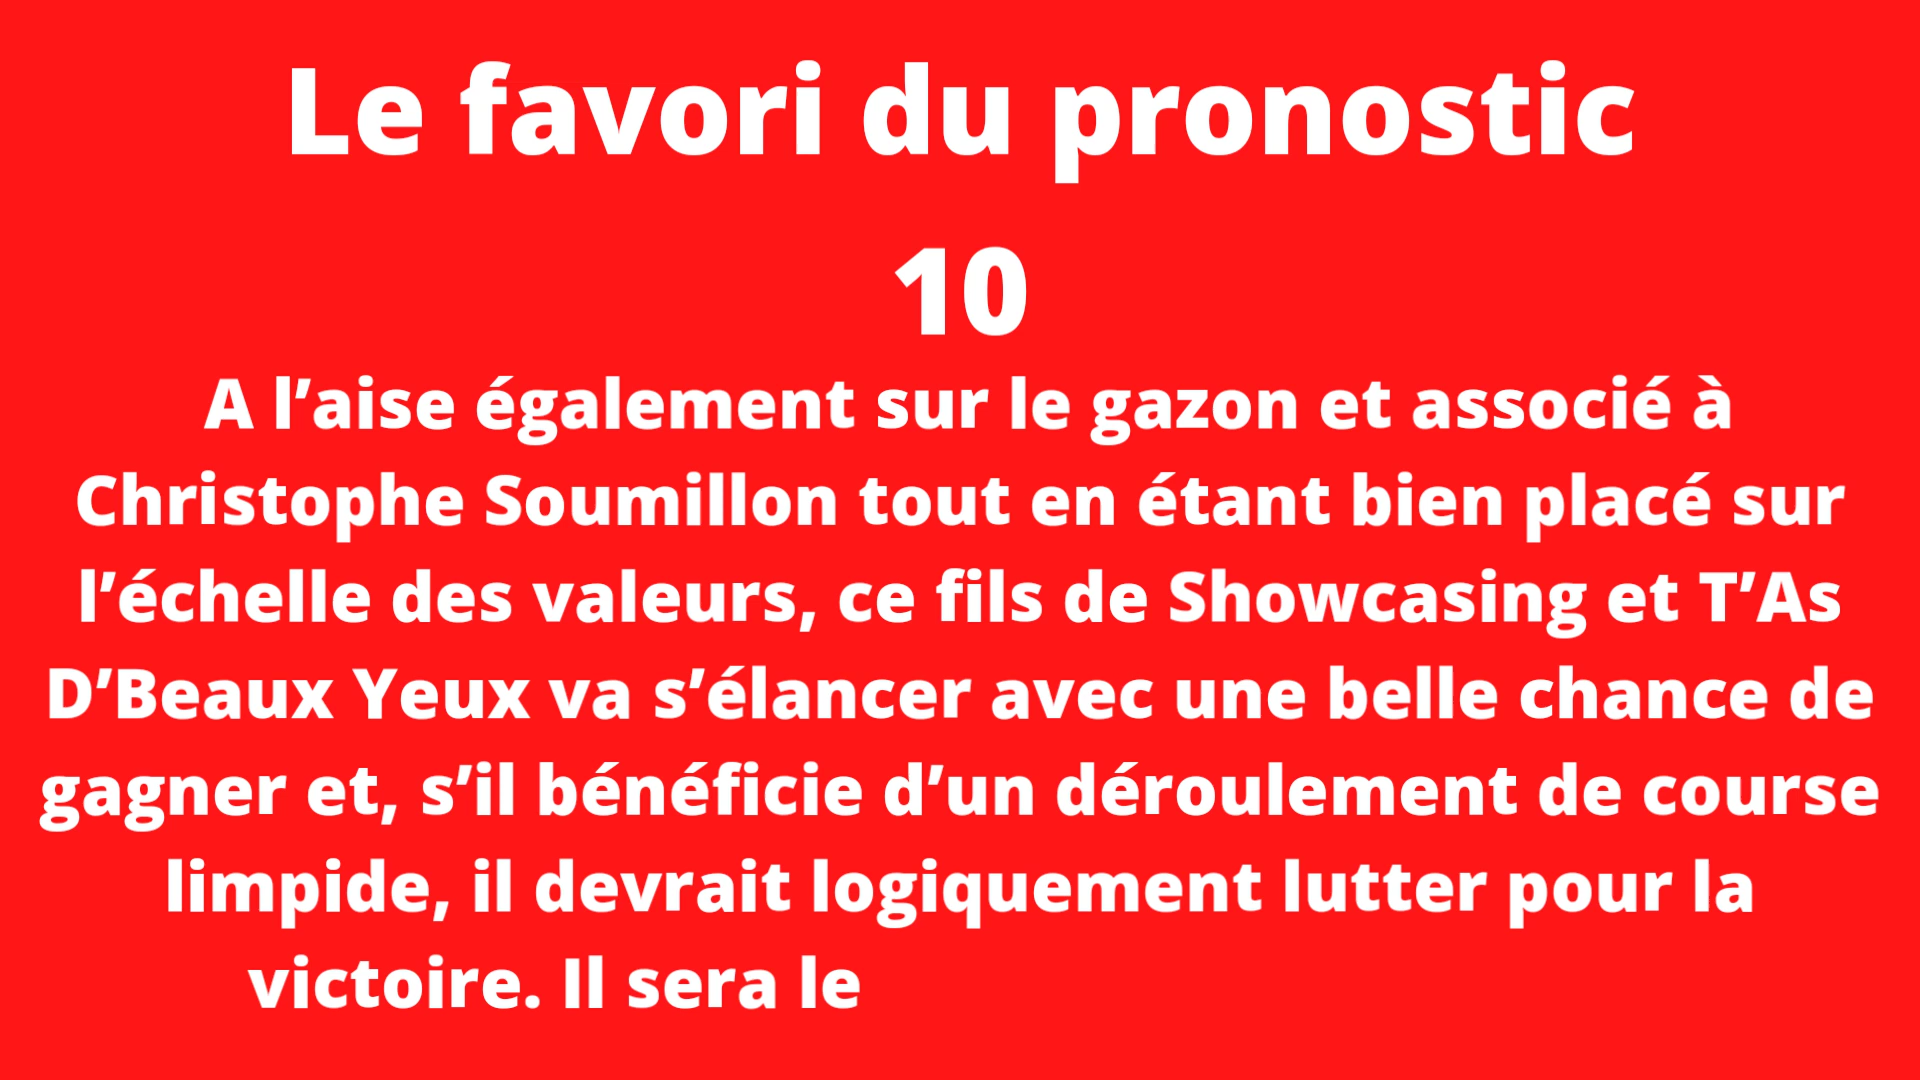 Le favori du pronostic
10
A l’aise également sur le gazon et associé à
Christophe Soumillon tout en étant bien placé sur
l’échelle des valeurs, ce fils de Showcasing et T’As
D’Beaux Yeux va s’élancer avec une belle chance de
gagner et, s’il bénéficie d’un déroulement de course
limpide, il devrait logiquement lutter pour la
victoire. Il sera le